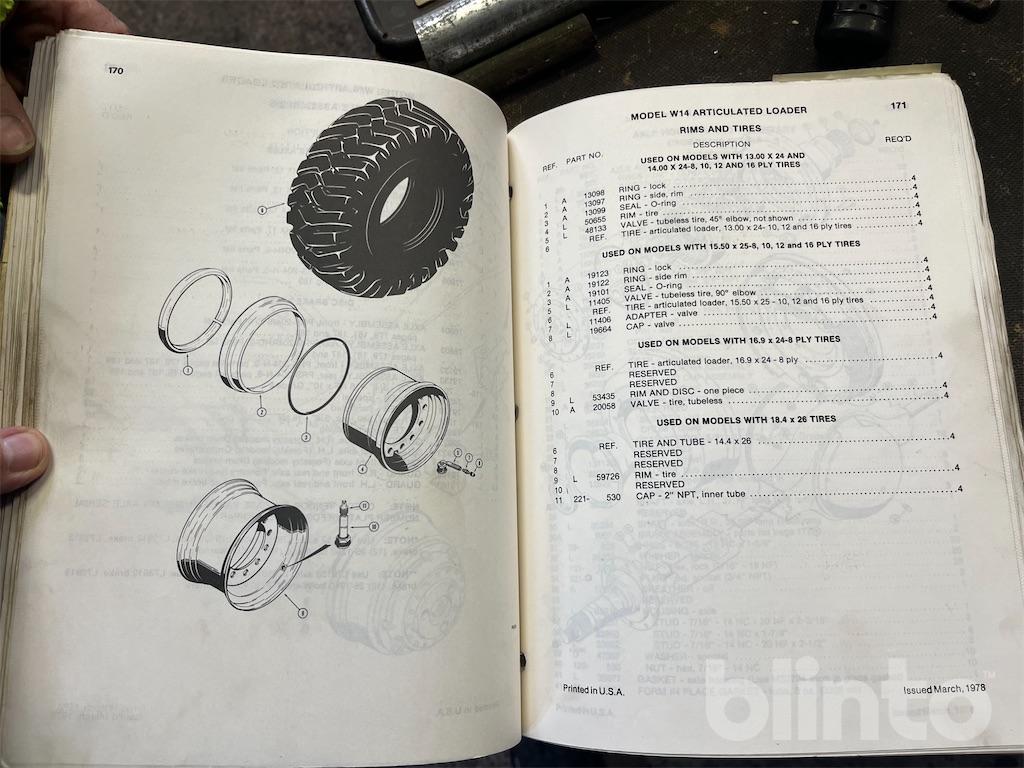 170
6
1
2
3
4
5
7
8
11
10
9
MODEL W14 ARTICULATED LOADER 171
RIMS AND TIRES
REF. PART NO. DESCRIPTION REQ'D
USED ON MODELS WITH 13.00 X 24 AND
14.00 X 24-8, 10, 12 AND 16 PLY TIRES
1 A 13098 RING - lock 4
2 A 13097 RING - side, rim 4
3 A 13099 SEAL - O-ring 4
4 L 50655 RIM - tire 4
5 L 48133 VALVE - tubeless tire, 45° elbow, not shown 4
6 REF. TIRE - articulated loader, 13.00 x 24- 10, 12 and 16 ply tires 4
USED ON MODELS WITH 15.50 x 25-8, 10, 12 and 16 PLY TIRES
1 A 19123 RING - lock 4
2 A 19122 RING - side rim 4
3 A 19101 SEAL - O-ring 4
5 L 11405 VALVE - tubeless tire, 90° elbow 4
6 REF. TIRE - articulated loader, 15.50 x 25 - 10, 12 and 16 ply tires 4
7 L 11406 ADAPTER - valve 4
8 L 19664 CAP - valve 4
USED ON MODELS WITH 16.9 x 24-8 PLY TIRES
6 REF. TIRE - articulated loader, 16.9 x 24 - 8 ply 4
7 RESERVED
8 RESERVED
9 L 53435 RIM AND DISC - one piece 4
10 A 20058 VALVE - tire, tubeless 4
USED ON MODELS WITH 18.4 x 26 TIRES
6 REF. TIRE AND TUBE - 14.4 x 26 4
7 RESERVED
8 RESERVED
9 L 59726 RIM - tire 4
10 RESERVED
11 221- 530 CAP - 2" NPT, inner tube 4
Printed in U.S.A. Issued March, 1978
blinto